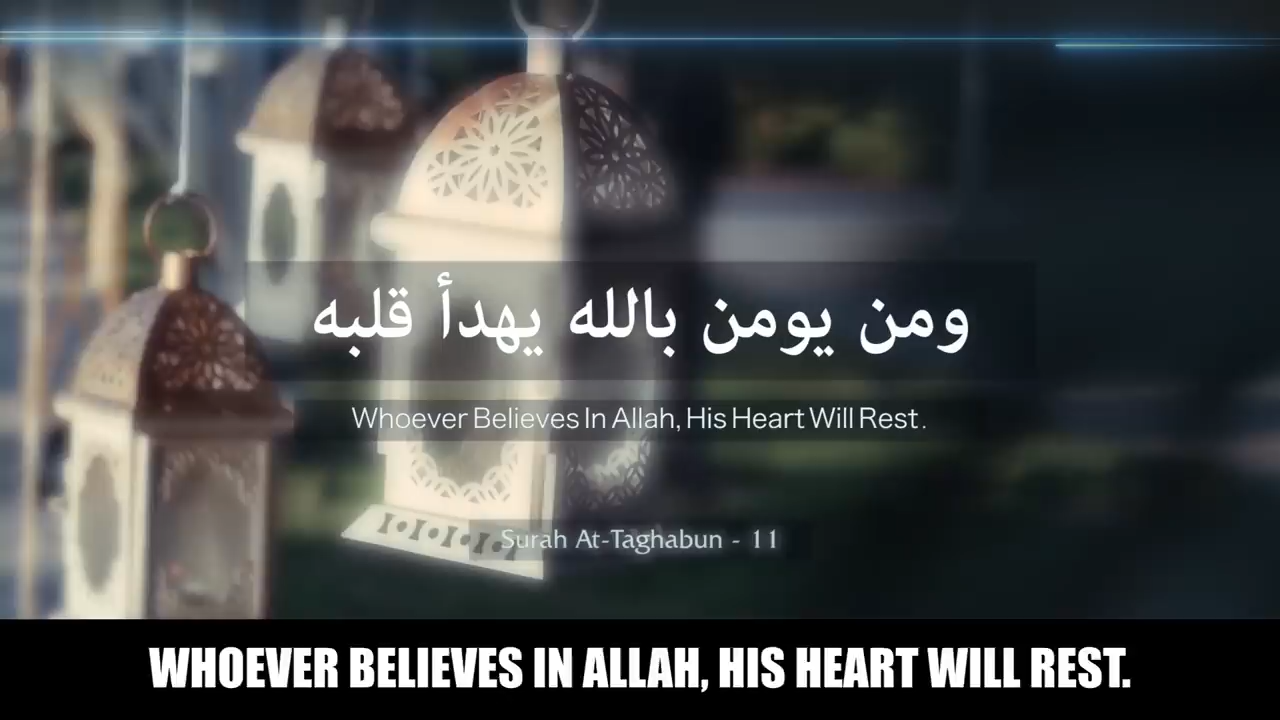 ومن يومن بالله يهدأ قلبه
Whoever Believes In Allah, His Heart Will Rest.
Surah At-Taghabun - 11
WHOEVER BELIEVES IN ALLAH, HIS HEART WILL REST.